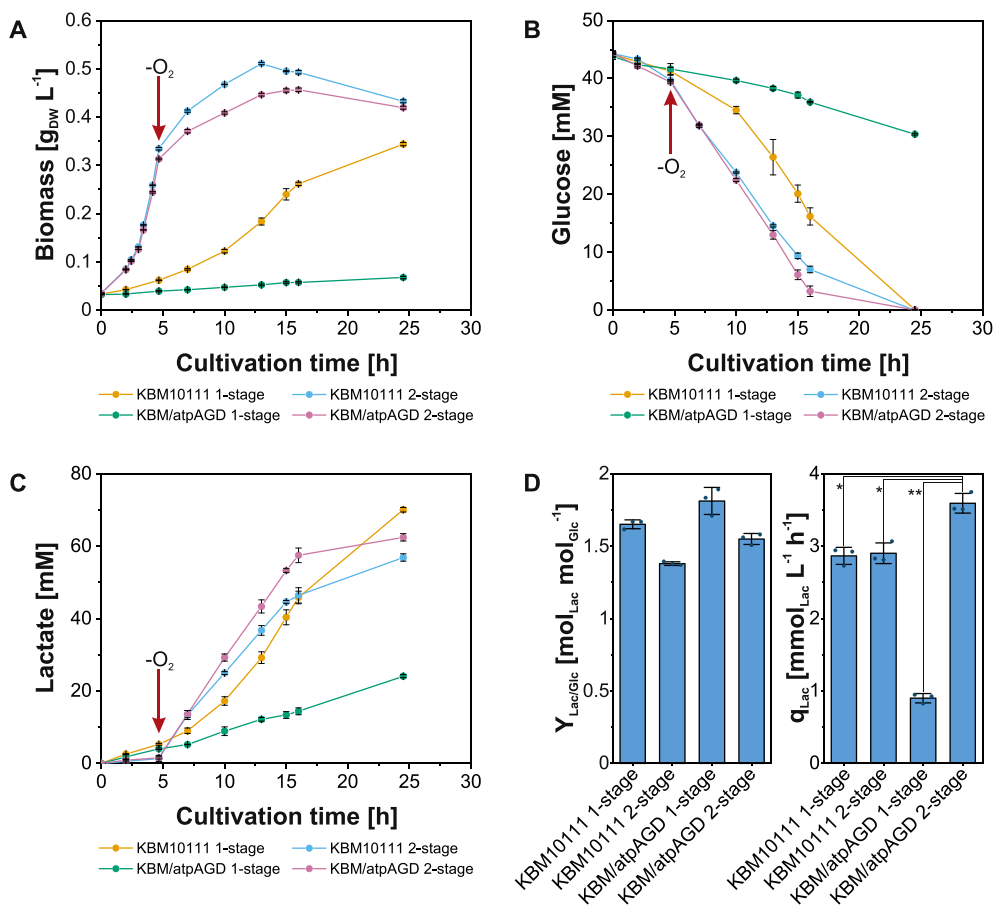 A
Biomass [gDW L-1]
0.6
0.5
0.4
0.3
0.2
0.1
0.0
-O2
0 5 10 15 20 25 30
Cultivation time [h]
KBM10111 1-stage KBM10111 2-stage
KBM/atpAGD 1-stage KBM/atpAGD 2-stage
B
Glucose [mM]
50
40
30
20
10
0
-O2
0 5 10 15 20 25 30
Cultivation time [h]
KBM10111 1-stage KBM10111 2-stage
KBM/atpAGD 1-stage KBM/atpAGD 2-stage
C
Lactate [mM]
80
60
40
20
0
-O2
0 5 10 15 20 25 30
Cultivation time [h]
KBM10111 1-stage KBM10111 2-stage
KBM/atpAGD 1-stage KBM/atpAGD 2-stage
D
YLac/Glc [molLac molGlc-1]
2
1.5
1
0.5
0
KBM10111 1-stage
KBM10111 2-stage
KBM/atpAGD 1-stage
KBM/atpAGD 2-stage
qLac [mmolLac L-1 h-1]
4
3
2
1
0
*
*
**
KBM10111 1-stage
KBM10111 2-stage
KBM/atpAGD 1-stage
KBM/atpAGD 2-stage